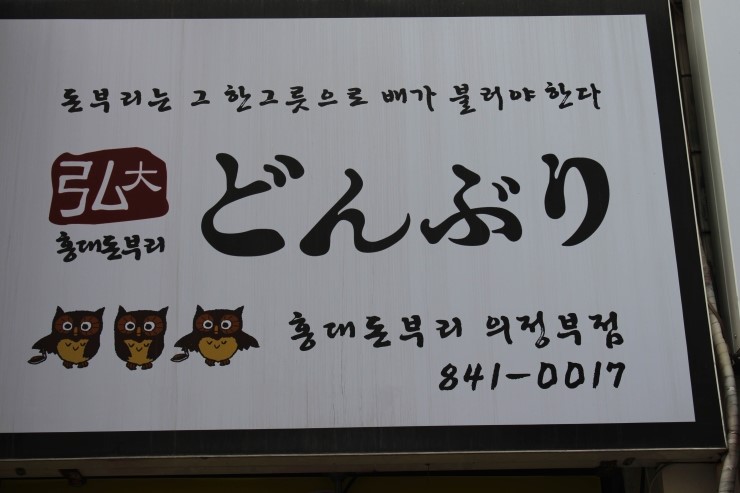 돈부리는 그 한그릇으로 배가 불러야 한다
弘大
홍대돈부리
どんぶり
홍대돈부리 의정부점
841-0017